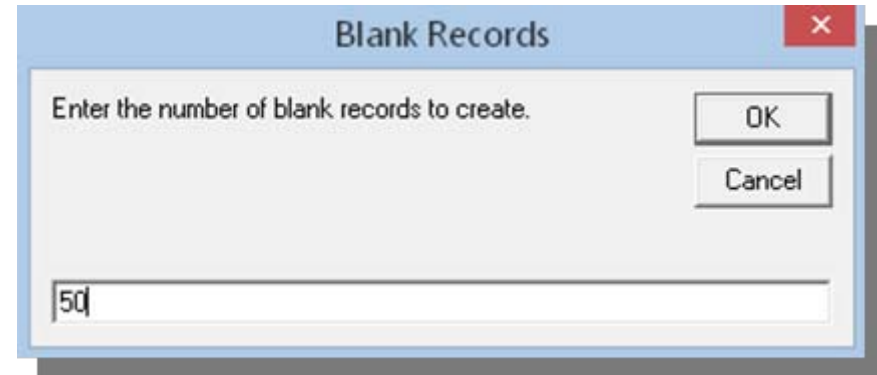 Blank Records
Enter the number of blank records to create.
OK
Cancel
50